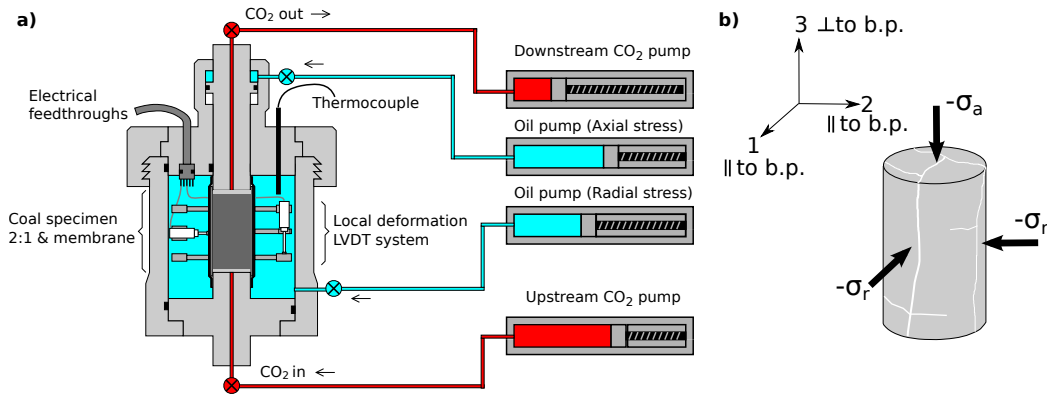 a)
CO₂ out →
←
Electrical
feedthroughs
Thermocouple
Coal specimen
2:1 & membrane
Local deformation
LVDT system
←
CO₂ in ←
Downstream CO₂ pump
Oil pump (Axial stress)
Oil pump (Radial stress)
Upstream CO₂ pump
b)
3 ⊥to b.p.
2
∥to b.p.
1
∥to b.p.
-σₐ
-σᵣ
-σᵣ